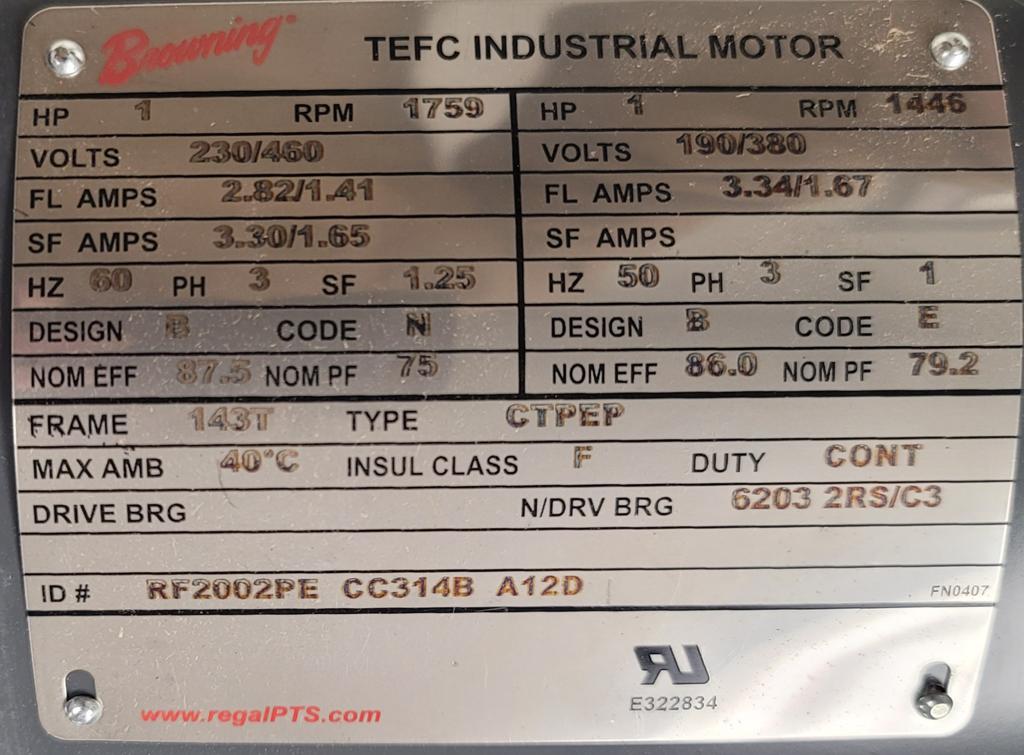 Browning®
TEFC INDUSTRIAL MOTOR
HP 1 RPM 1759
VOLTS 230/460
FL AMPS 2.82/1.41
SF AMPS 3.30/1.65
HZ 60 PH 3 SF 1.25
DESIGN B CODE N
NOM EFF 87.5 NOM PF 75
HP 1 RPM 1446
VOLTS 190/380
FL AMPS 3.34/1.67
SF AMPS
HZ 50 PH 3 SF 1
DESIGN B CODE E
NOM EFF 86.0 NOM PF 79.2
FRAME 143T TYPE CTPEP
MAX AMB 40°C INSUL CLASS F DUTY CONT
DRIVE BRG N/DRV BRG 6203 2RS/C3
ID # RF2002PE CC314B A12D FN0407
RU
E322834
www.regalPTS.com